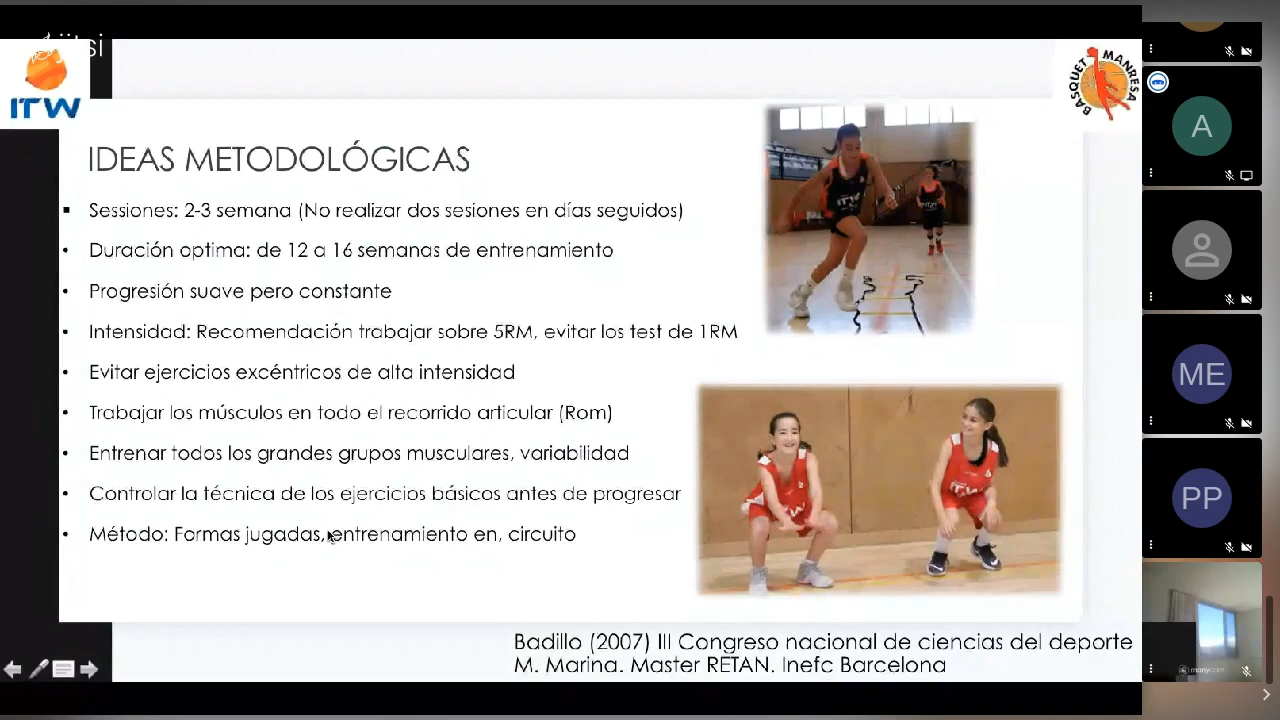 jitsi
ITW
BASQUET MANRESA
IDEAS METODOLÓGICAS
Sessiones: 2-3 semana (No realizar dos sesiones en días seguidos)
Duración optima: de 12 a 16 semanas de entrenamiento
Progresión suave pero constante
Intensidad: Recomendación trabajar sobre 5RM, evitar los test de 1RM
Evitar ejercicios excéntricos de alta intensidad
Trabajar los músculos en todo el recorrido articular (Rom)
Entrenar todos los grandes grupos musculares, variabilidad
Controlar la técnica de los ejercicios básicos antes de progresar
Método: Formas jugadas, entrenamiento en, circuito
Badillo (2007) III Congreso nacional de ciencias del deporte
M. Marina. Master RETAN. Inefc Barcelona
A
ME
PP
manycam